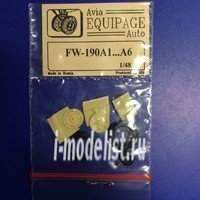 Avia
EQUIPAGE
Auto
FW-190A1...A6
1/48
Made in Russia
i-modelist.ru